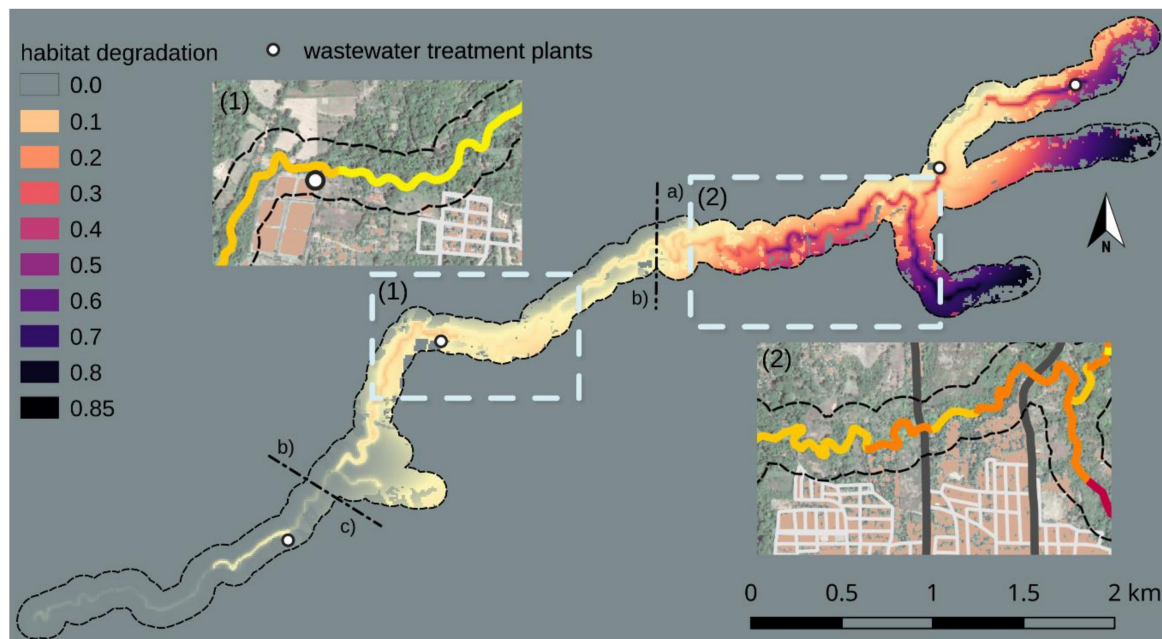 habitat degradation
wastewater treatment plants
0.0
0.1
0.2
0.3
0.4
0.5
0.6
0.7
0.8
0.85
(1)
a)
(2)
b)
(1)
b)
c)
N
(2)
0 0.5 1 1.5 2 km